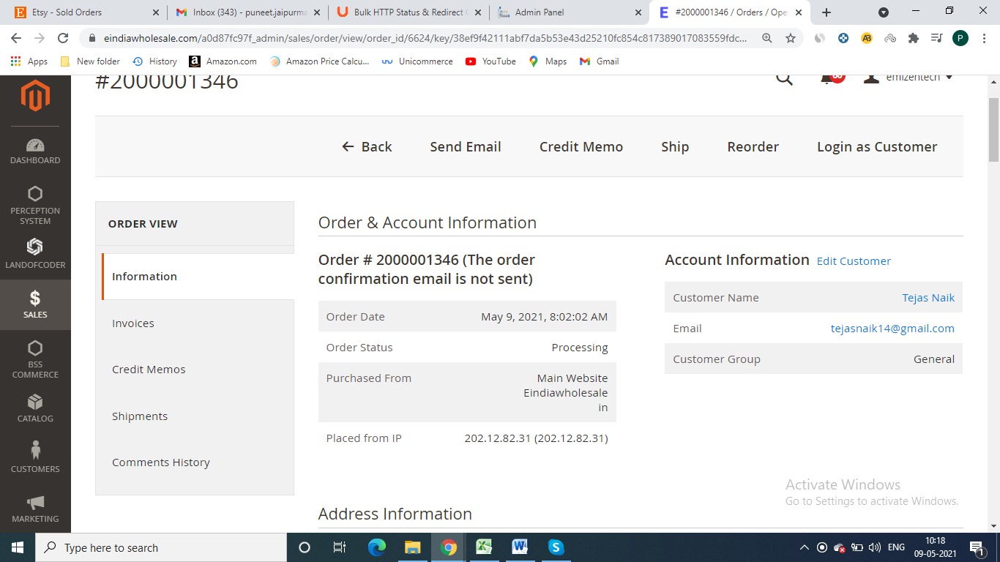 Etsy - Sold Orders
Inbox (343) - puneet.jaipurma
Bulk HTTP Status & Redirect C
Admin Panel
#2000001346 / Orders / Ope
eindiawholesale.com/a0d87fc97f_admin/sales/order/view/order_id/6624/key/38ef9f42111abf7da5b53e43d25210fc854c817389017083559fdc...
AB
P
Apps
New folder
History
Amazon.com
Amazon Price Calcu...
Unicommerce
YouTube
Maps
Gmail
#2000001346
emizentech
Back
Send Email
Credit Memo
Ship
Reorder
Login as Customer
DASHBOARD
PERCEPTION
SYSTEM
LANDOFCODER
SALES
BSS
COMMERCE
CATALOG
CUSTOMERS
MARKETING
ORDER VIEW
Information
Invoices
Credit Memos
Shipments
Comments History
Order & Account Information
Order # 2000001346 (The order
confirmation email is not sent)
Order Date May 9, 2021, 8:02:02 AM
Order Status Processing
Purchased From Main Website
Eindiawholesale
in
Placed from IP 202.12.82.31 (202.12.82.31)
Account Information Edit Customer
Customer Name Tejas Naik
Email tejasnaik14@gmail.com
Customer Group General
Address Information
Activate Windows
Go to Settings to activate Windows.
Type here to search
ENG
10:18
09-05-2021
1